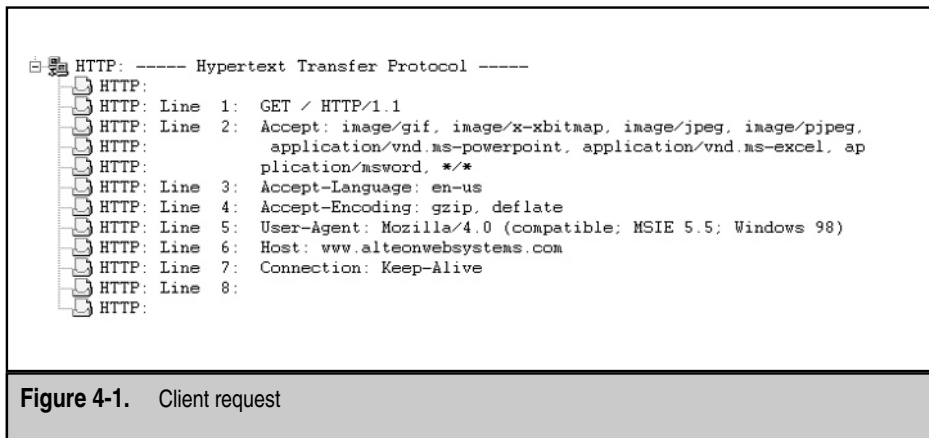 HTTP: ----- Hypertext Transfer Protocol -----
HTTP:
HTTP: Line 1: GET / HTTP/1.1
HTTP: Line 2: Accept: image/gif, image/x-xbitmap, image/jpeg, image/pjpeg,
HTTP: application/vnd.ms-powerpoint, application/vnd.ms-excel, ap
HTTP: plication/msword, */*
HTTP: Line 3: Accept-Language: en-us
HTTP: Line 4: Accept-Encoding: gzip, deflate
HTTP: Line 5: User-Agent: Mozilla/4.0 (compatible; MSIE 5.5; Windows 98)
HTTP: Line 6: Host: www.alteonwebsystems.com
HTTP: Line 7: Connection: Keep-Alive
HTTP: Line 8:
HTTP:
Figure 4-1. Client request